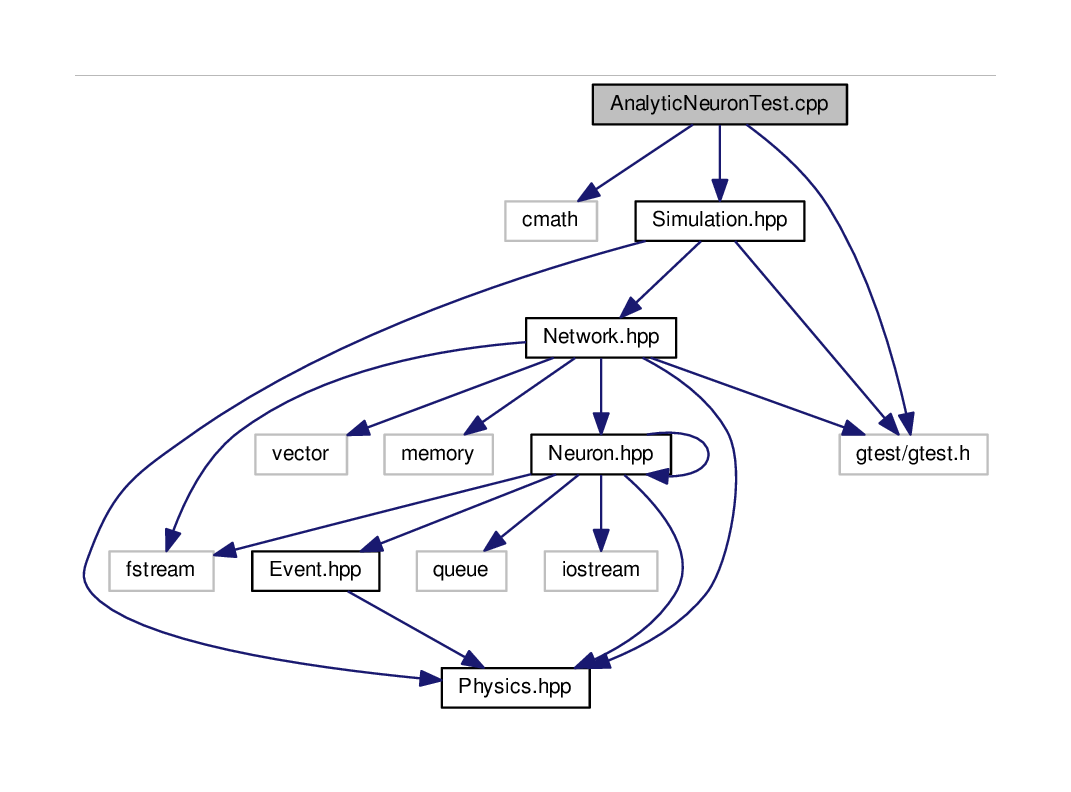 AnalyticNeuronTest.cpp
cmath
Simulation.hpp
Network.hpp
vector
memory
Neuron.hpp
gtest/gtest.h
fstream
Event.hpp
queue
iostream
Physics.hpp